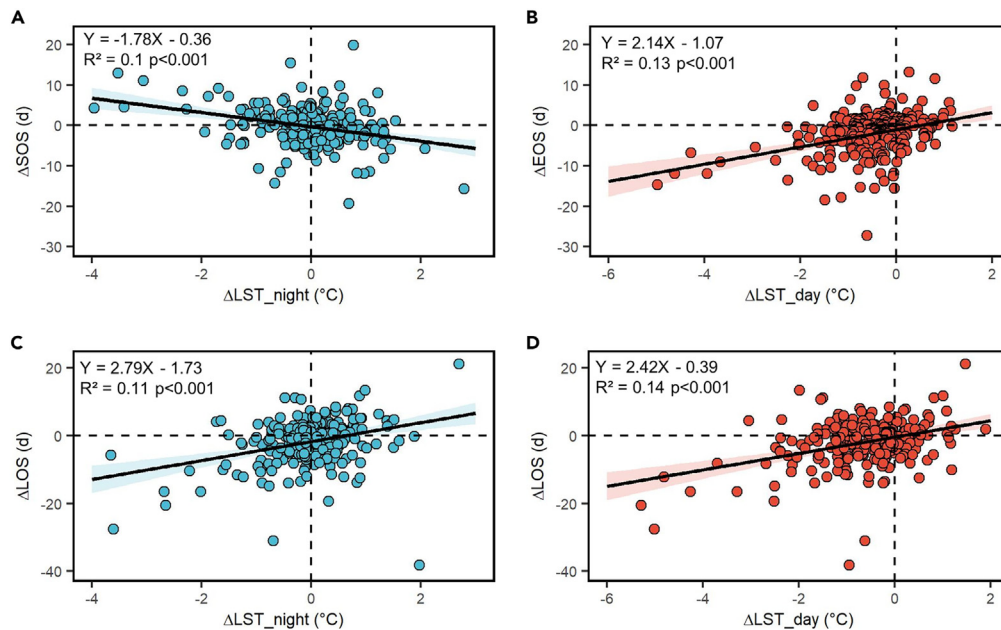 A
Y = -1.78X - 0.36
R² = 0.1 p<0.001
20
10
0
-10
-20
-30
ΔSOS (d)
-4
-2
0
2
ΔLST_night (°C)
B
Y = 2.14X - 1.07
R² = 0.13 p<0.001
20
10
0
-10
-20
-30
ΔEOS (d)
-6
-4
-2
0
2
ΔLST_day (°C)
C
Y = 2.79X - 1.73
R² = 0.11 p<0.001
20
0
-20
-40
ΔLOS (d)
-4
-2
0
2
ΔLST_night (°C)
D
Y = 2.42X - 0.39
R² = 0.14 p<0.001
20
0
-20
-40
ΔLOS (d)
-6
-4
-2
0
2
ΔLST_day (°C)